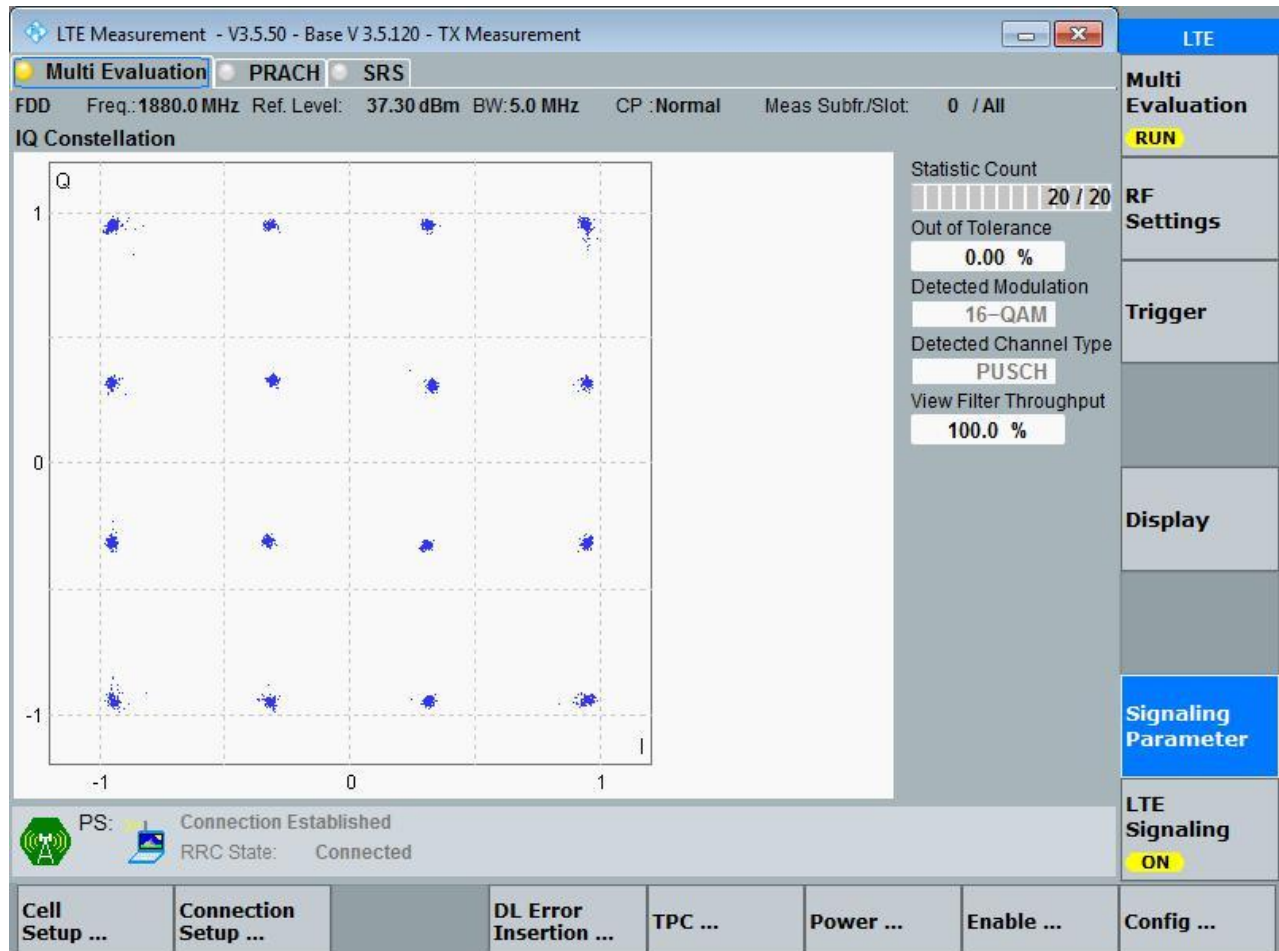 LTE Measurement - V3.5.50 - Base V 3.5.120 - TX Measurement
LTE
Multi Evaluation PRACH SRS
FDD Freq.:1880.0 MHz Ref. Level: 37.30 dBm BW:5.0 MHz CP :Normal Meas Subfr./Slot: 0 / All
IQ Constellation
Q
1
0
-1
-1 0 1
I
Statistic Count
20 / 20
Out of Tolerance
0.00 %
Detected Modulation
16-QAM
Detected Channel Type
PUSCH
View Filter Throughput
100.0 %
Multi
Evaluation
RUN
RF
Settings
Trigger
Display
Signaling
Parameter
LTE
Signaling
ON
PS: Connection Established
RRC State: Connected
Cell
Setup ...
Connection
Setup ...
DL Error
Insertion ...
TPC ...
Power ...
Enable ...
Config ...